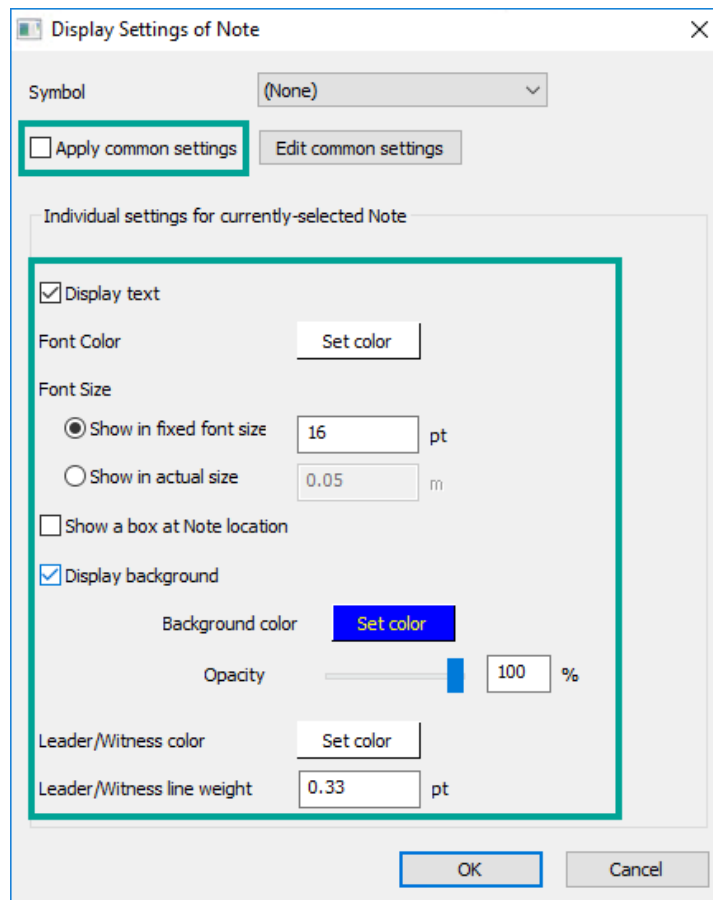 Display Settings of Note
Symbol (None)
Apply common settings Edit common settings
Individual settings for currently-selected Note
Display text
Font Color Set color
Font Size
Show in fixed font size 16 pt
Show in actual size 0.05 m
Show a box at Note location
Display background
Background color Set color
Opacity 100 %
Leader/Witness color Set color
Leader/Witness line weight 0.33 pt
OK Cancel